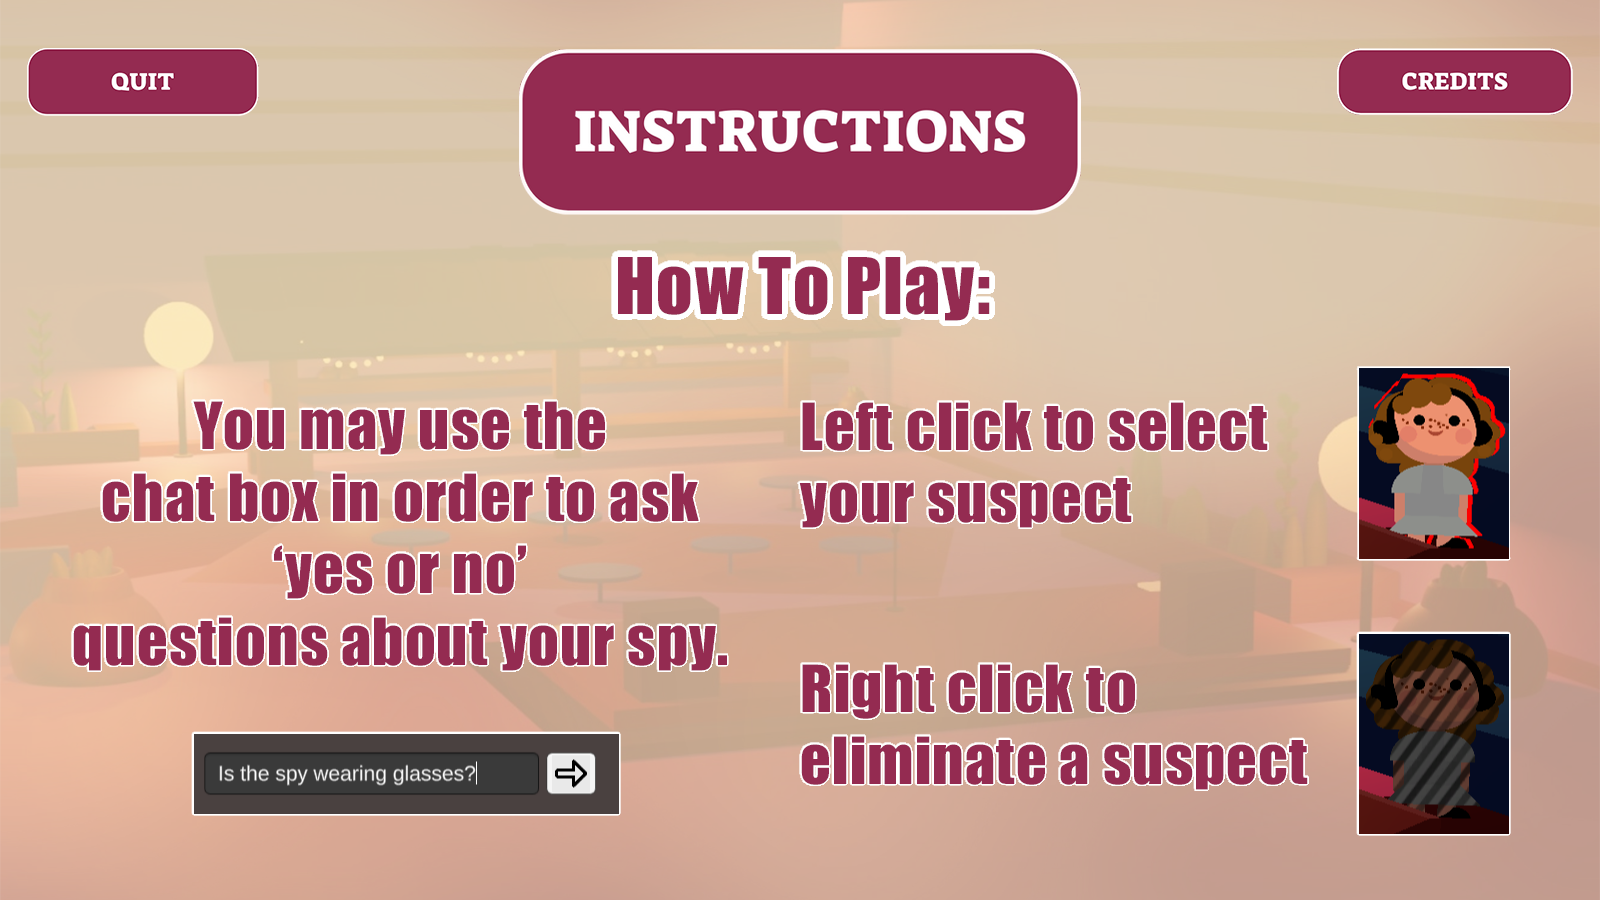 QUIT
INSTRUCTIONS
CREDITS
How To Play:
You may use the
chat box in order to ask
‘yes or no’
questions about your spy.
Is the spy wearing glasses?
Left click to select
your suspect
Right click to
eliminate a suspect